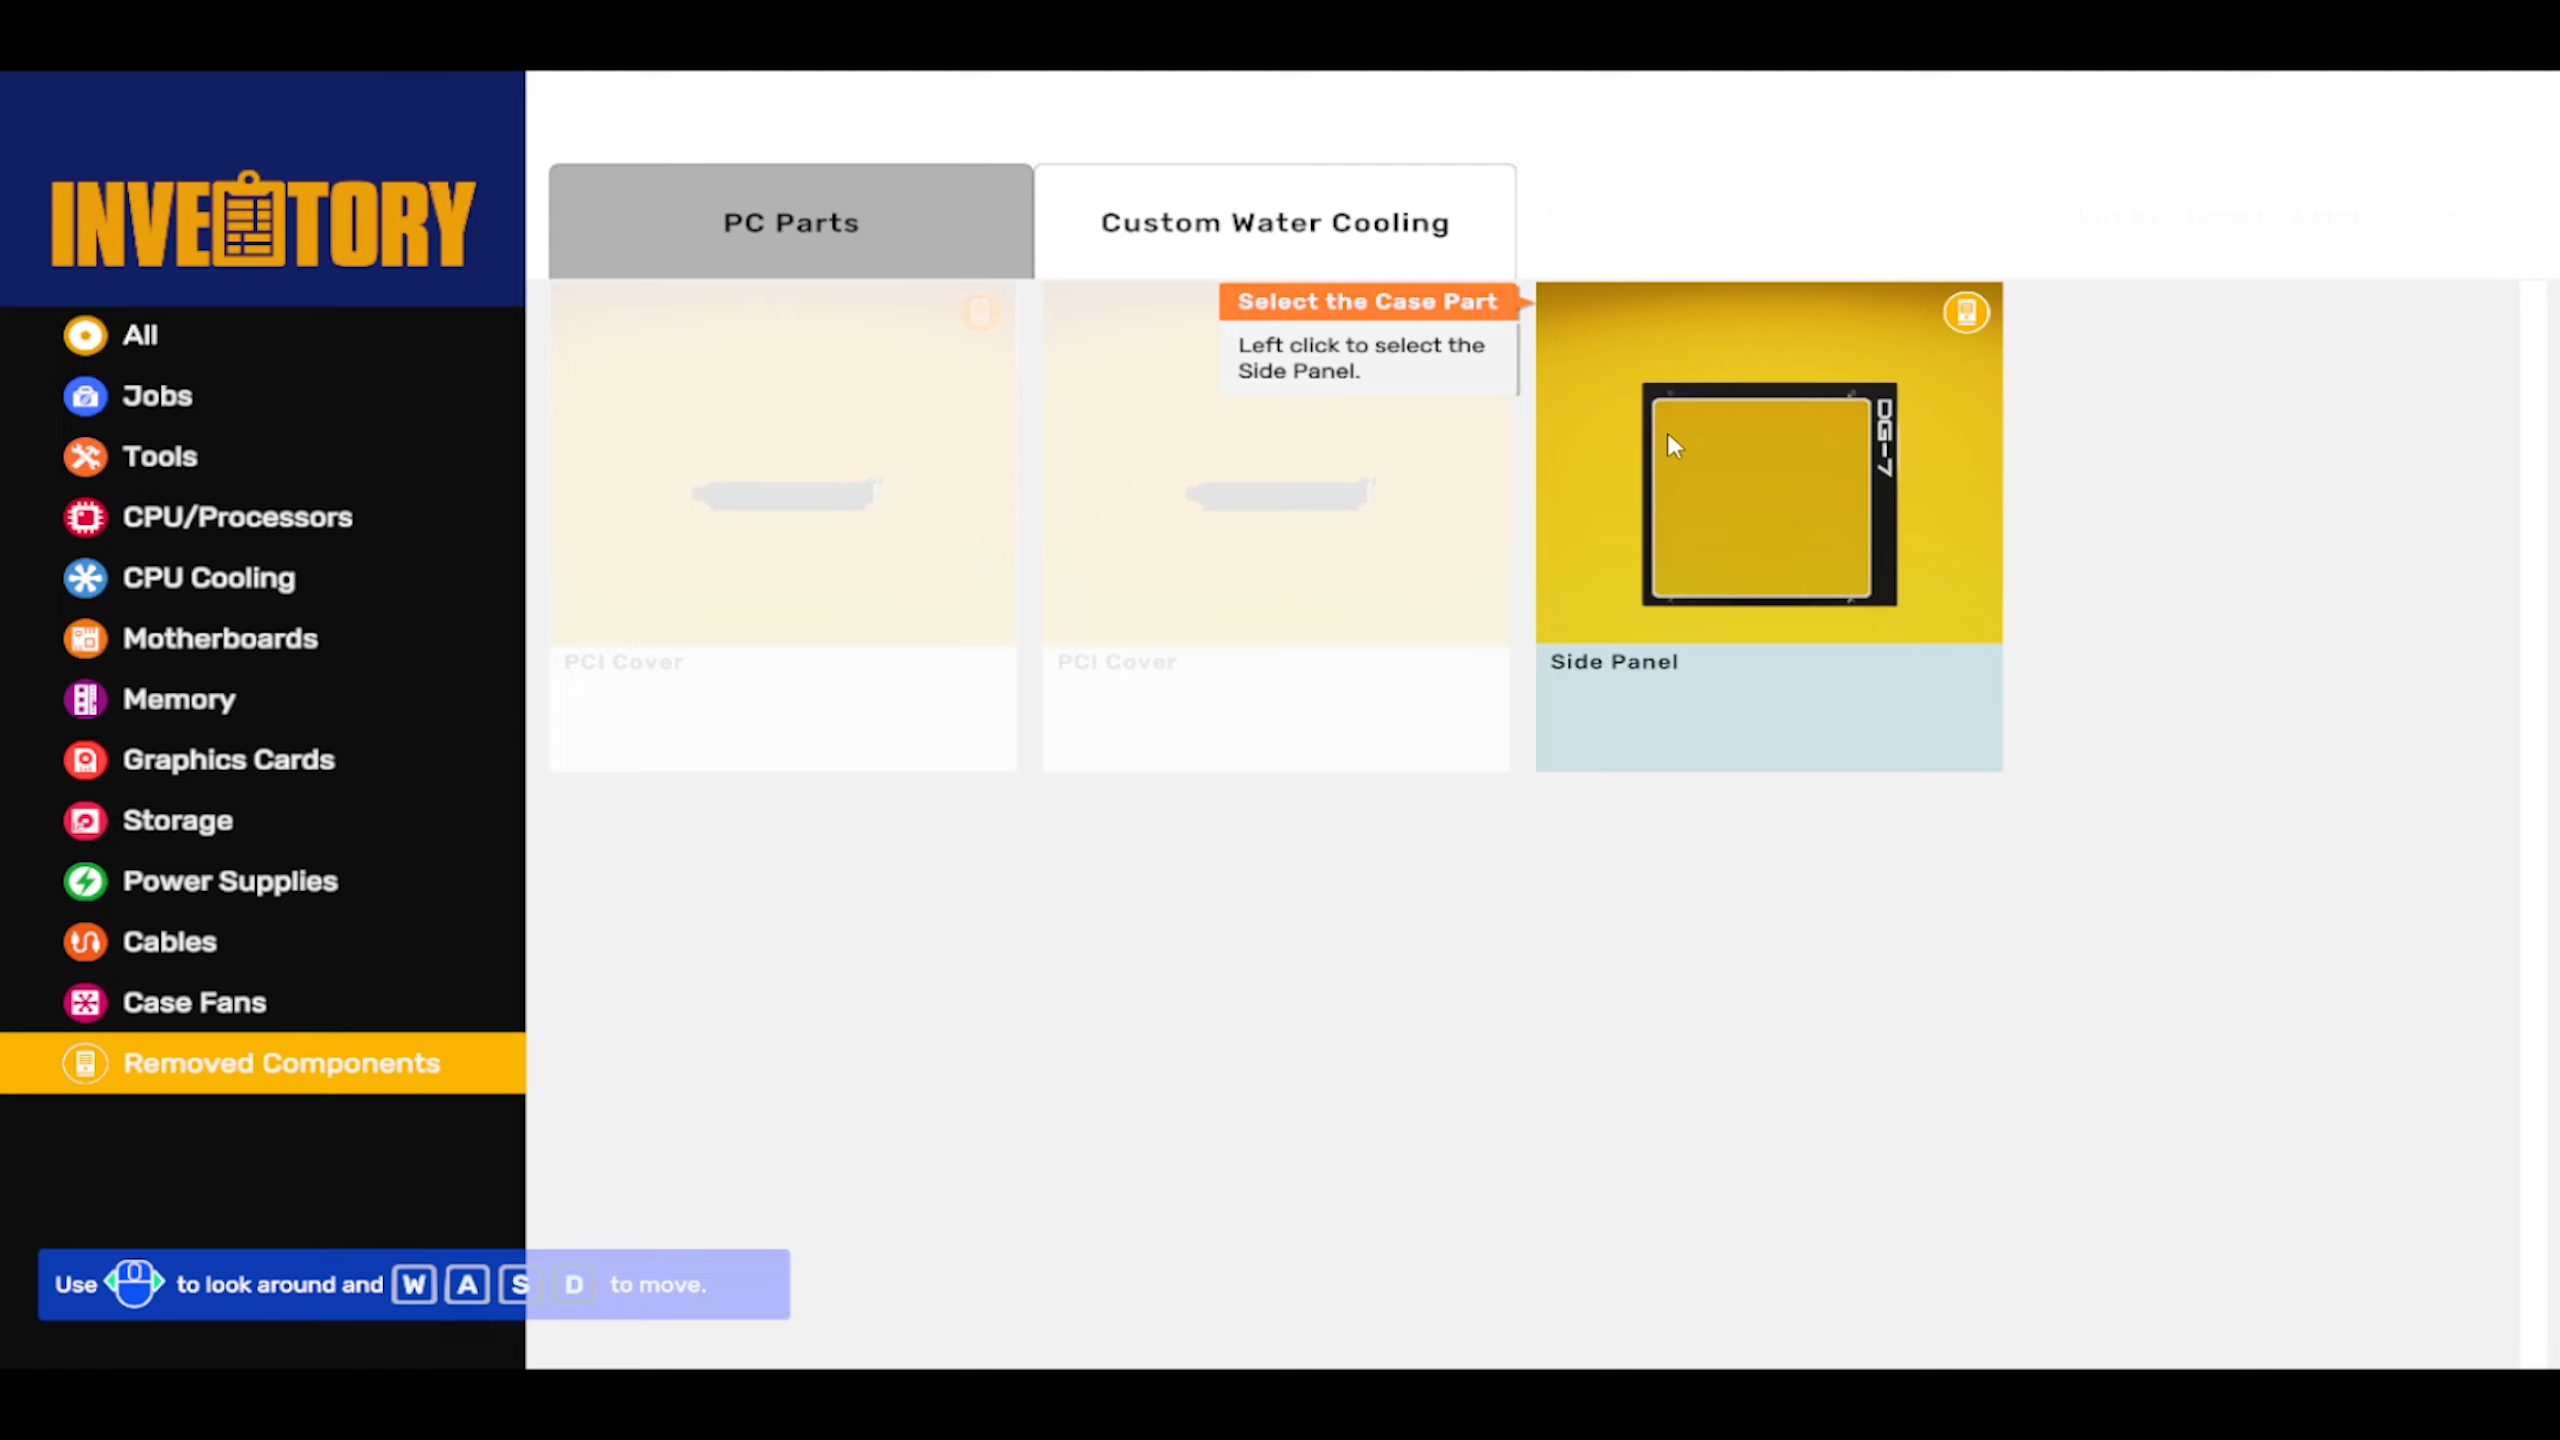 INVENTORY
PC Parts
Custom Water Cooling
All
Jobs
Tools
CPU/Processors
CPU Cooling
Motherboards
Memory
Graphics Cards
Storage
Power Supplies
Cables
Case Fans
Removed Components
Select the Case Part
Left click to select the
Side Panel.
DG-7
PCI Cover
PCI Cover
Side Panel
Use to look around and W A S D to move.